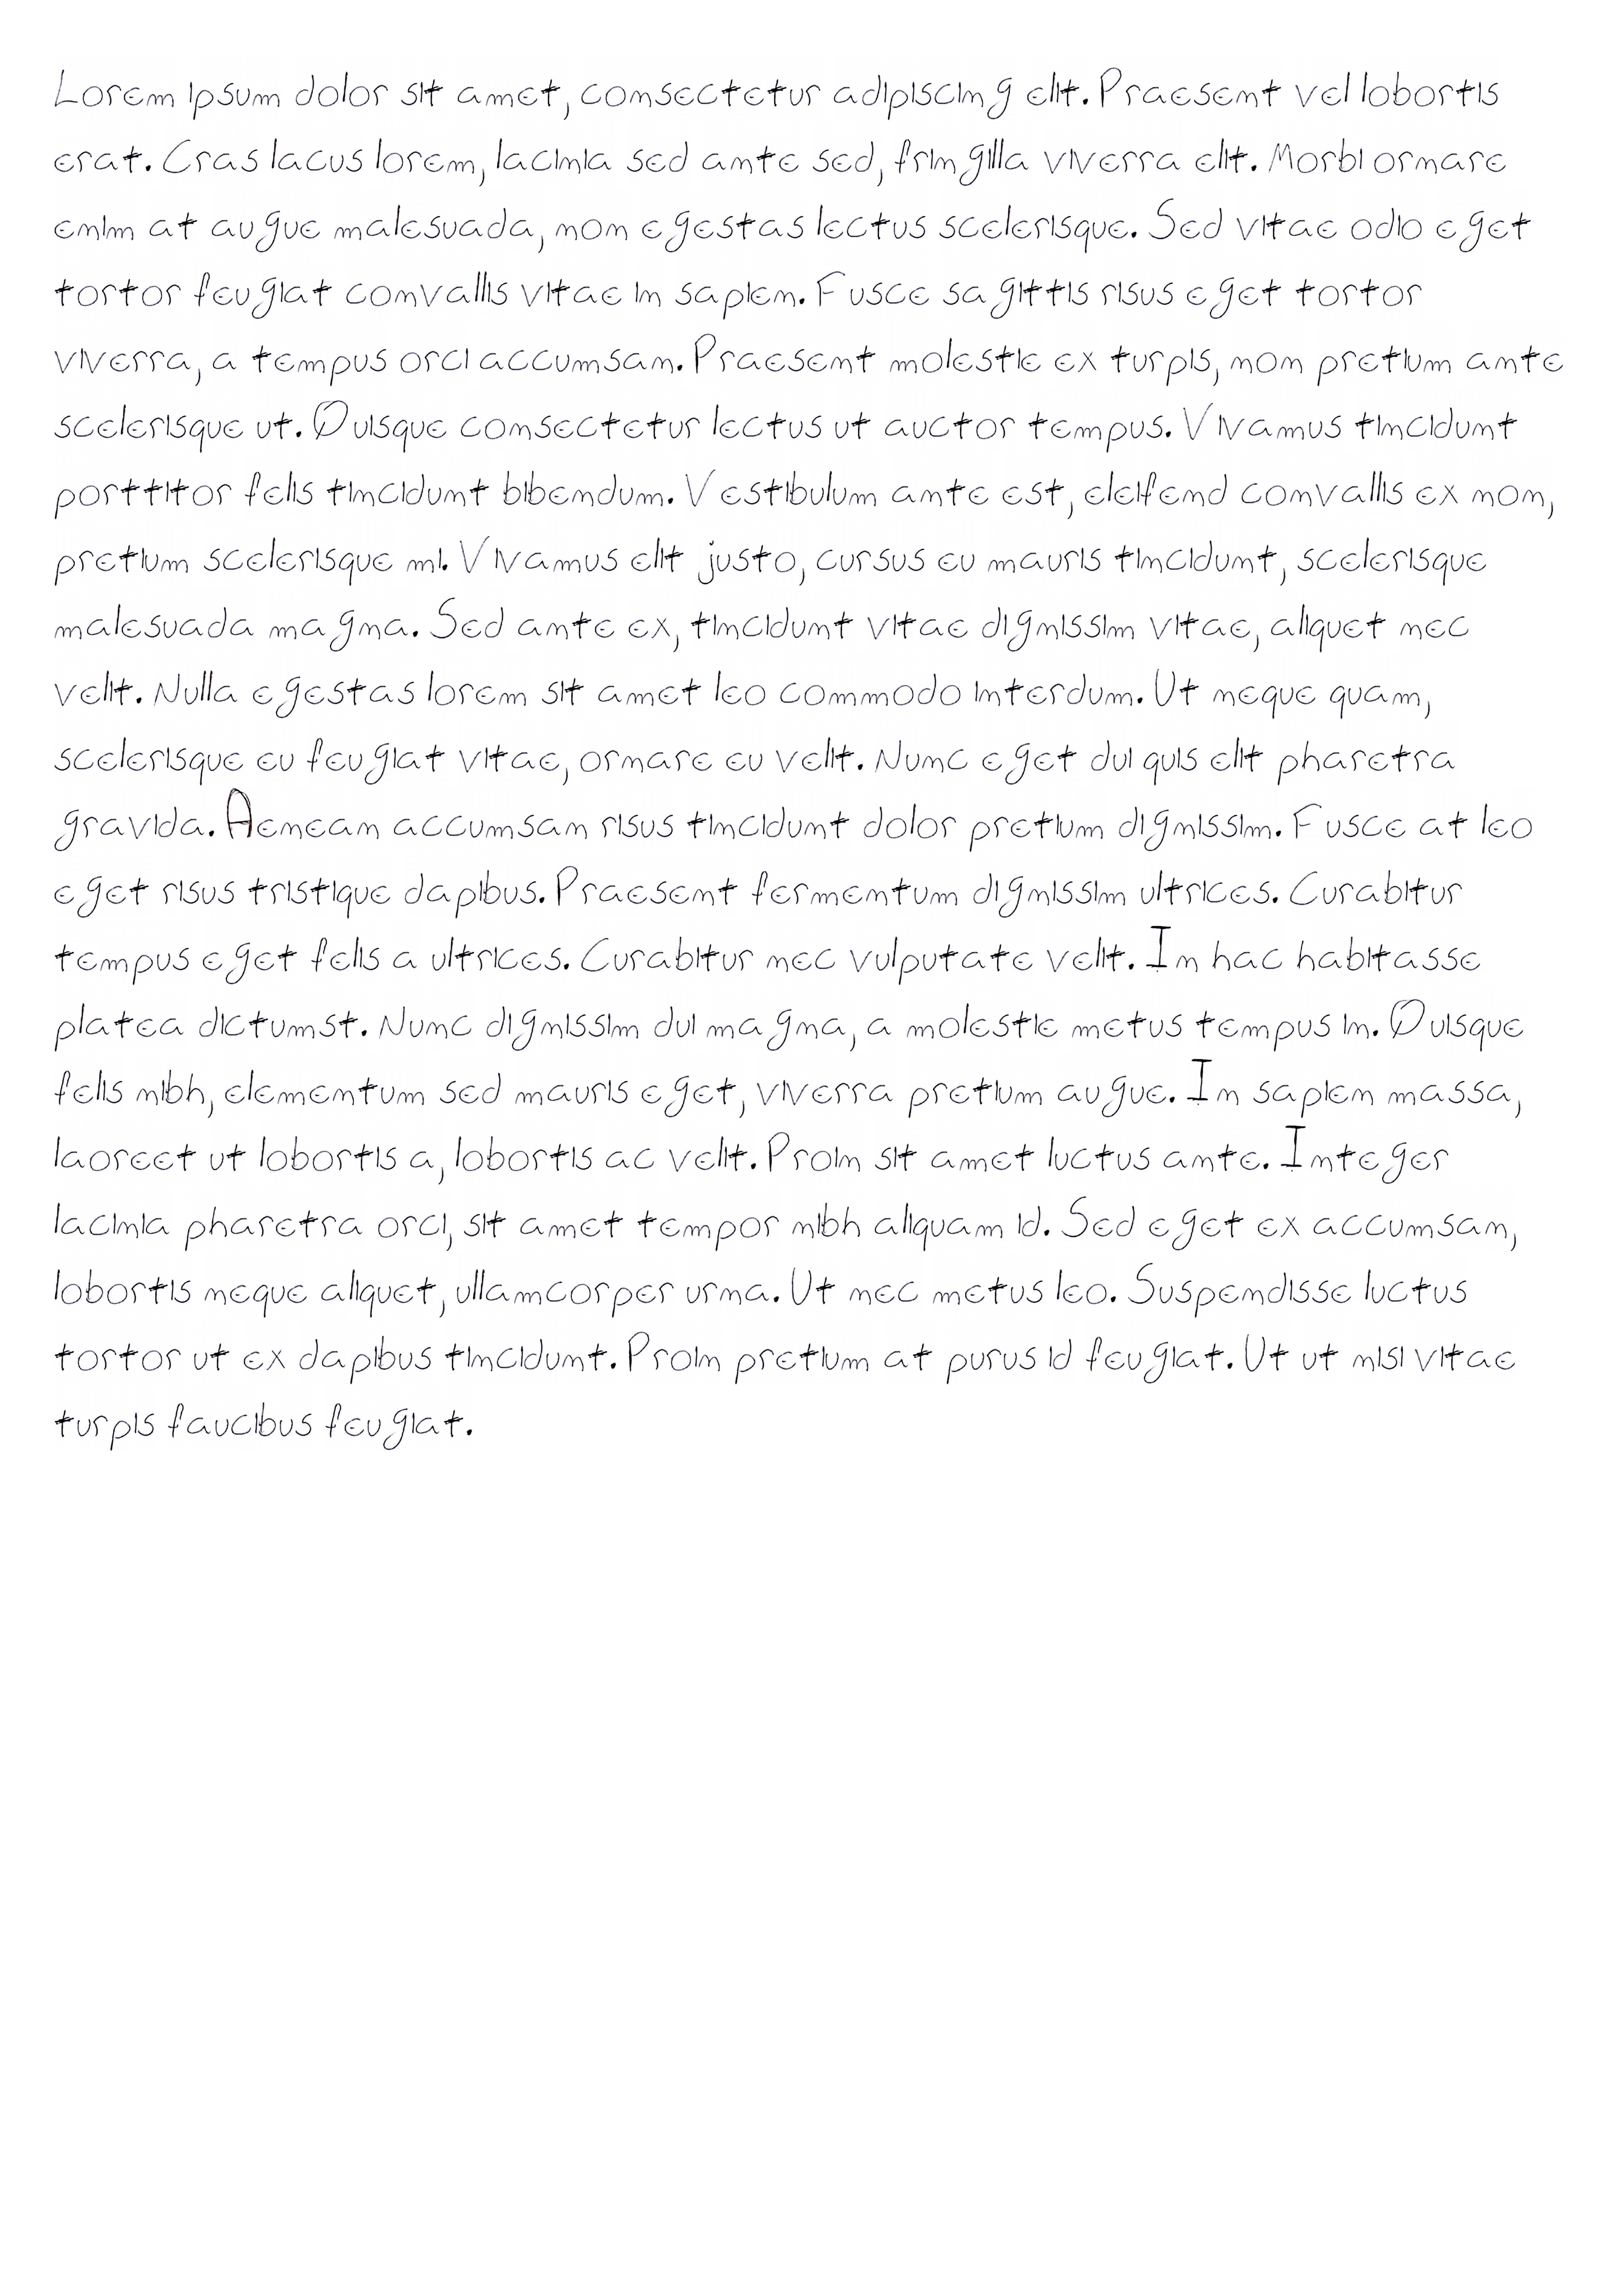 Lorem ipsum dolor sit amet, consectetur adipiscing elit. Praesent vel lobortis
erat. Cras lacus lorem, lacinia sed ante sed, fringilla viverra elit. Morbi ornare
enim at augue malesuada, non egestas lectus scelerisque. Sed vitae odio eget
tortor feugiat convallis vitae in sapien. Fusce sagittis risus eget tortor
viverra, a tempus orci accumsan. Praesent molestie ex turpis, non pretium ante
scelerisque ut. Quisque consectetur lectus ut auctor tempus. Vivamus tincidunt
porttitor felis tincidunt bibendum. Vestibulum ante est, eleifend convallis ex non,
pretium scelerisque mi. Vivamus elit justo, cursus eu mauris tincidunt, scelerisque
malesuada magna. Sed ante ex, tincidunt vitae dignissim vitae, aliquet nec
velit. Nulla egestas lorem sit amet leo commodo interdum. Ut neque quam,
scelerisque eu feugiat vitae, ornare eu velit. Nunc eget dui quis elit pharetra
gravida. Aenean accumsan risus tincidunt dolor pretium dignissim. Fusce at leo
eget risus tristique dapibus. Praesent fermentum dignissim ultrices. Curabitur
tempus eget felis a ultrices. Curabitur nec vulputate velit. In hac habitasse
platea dictumst. Nunc dignissim dui magna, a molestie metus tempus in. Quisque
felis nibh, elementum sed mauris eget, viverra pretium augue. In sapien massa,
laoreet ut lobortis a, lobortis ac velit. Proin sit amet luctus ante. Integer
lacinia pharetra orci, sit amet tempor nibh aliquam id. Sed eget ex accumsan,
lobortis neque aliquet, ullamcorper urna. Ut nec metus leo. Suspendisse luctus
tortor ut ex dapibus tincidunt. Proin pretium at purus id feugiat. Ut ut nisi vitae
turpis faucibus feugiat.